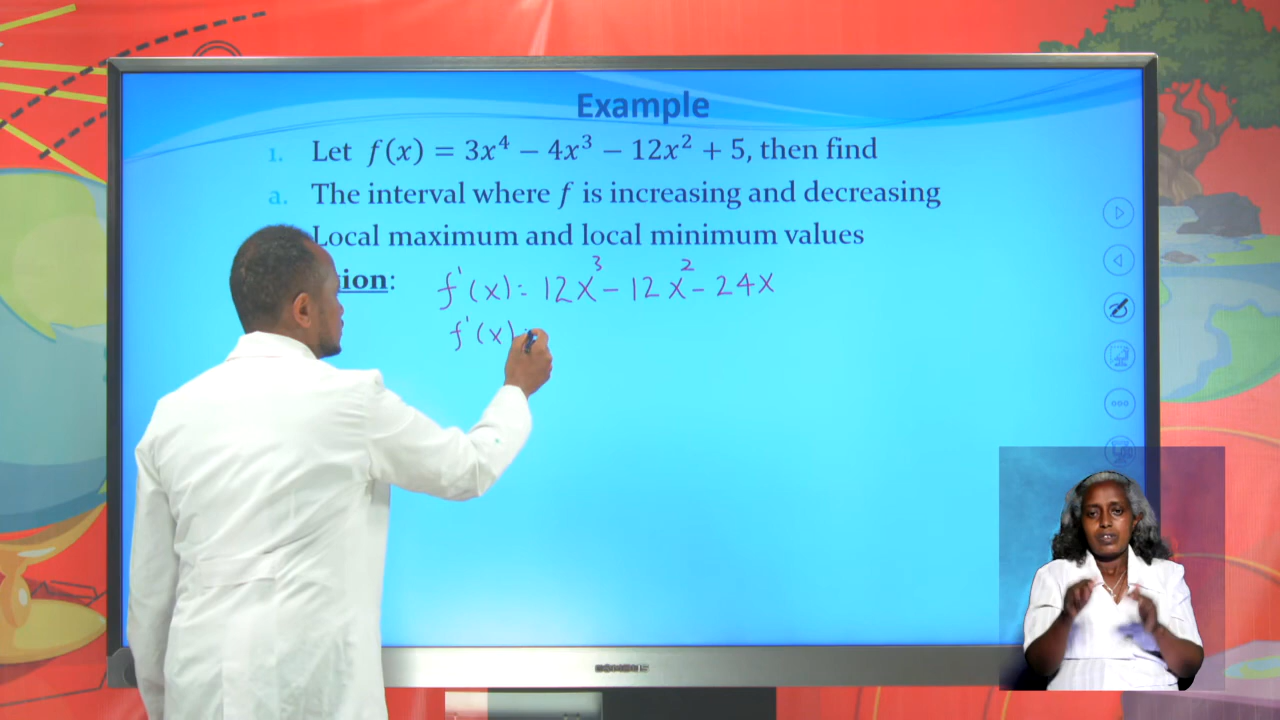 Example
1. Let f(x) = 3x⁴ − 4x³ − 12x² + 5, then find
a. The interval where f is increasing and decreasing
Local maximum and local minimum values
ion:
f'(x) = 12x³ − 12x² − 24x
f'(x)